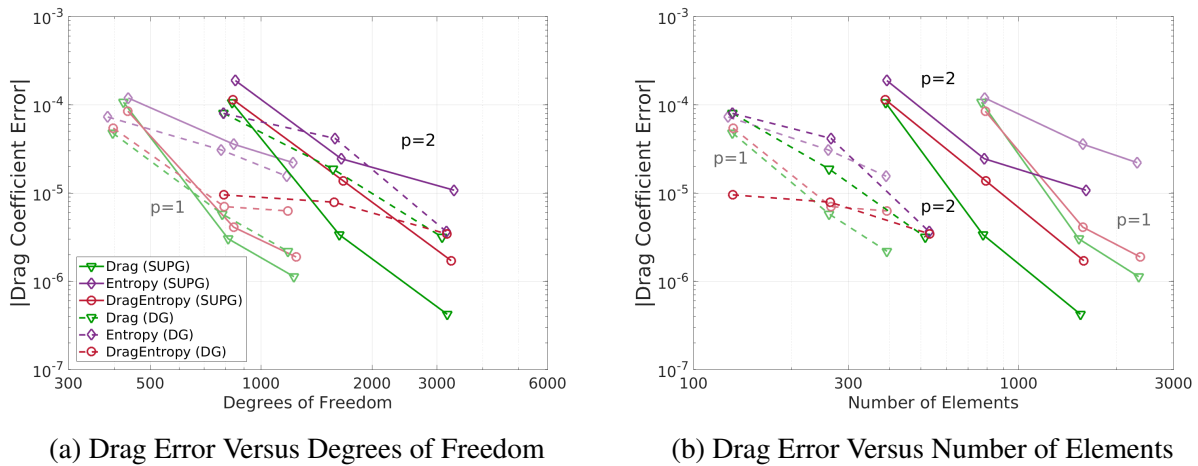 10^-3
10^-4
10^-5
10^-6
10^-7
|Drag Coefficient Error|
p=2
p=1
Drag (SUPG)
Entropy (SUPG)
DragEntropy (SUPG)
Drag (DG)
Entropy (DG)
DragEntropy (DG)
300 500 1000 2000 3000 6000
Degrees of Freedom
(a) Drag Error Versus Degrees of Freedom
10^-3
10^-4
10^-5
10^-6
10^-7
|Drag Coefficient Error|
p=2
p=1
p=2
p=1
100 300 1000 3000
Number of Elements
(b) Drag Error Versus Number of Elements